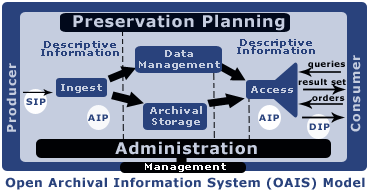 Preservation Planning
Descriptive
Information
Data
Management
Descriptive
Information
Producer
SIP
Ingest
AIP
Archival
Storage
Access
AIP
queries
result set
orders
DIP
Consumer
Administration
Management
Open Archival Information System (OAIS) Model